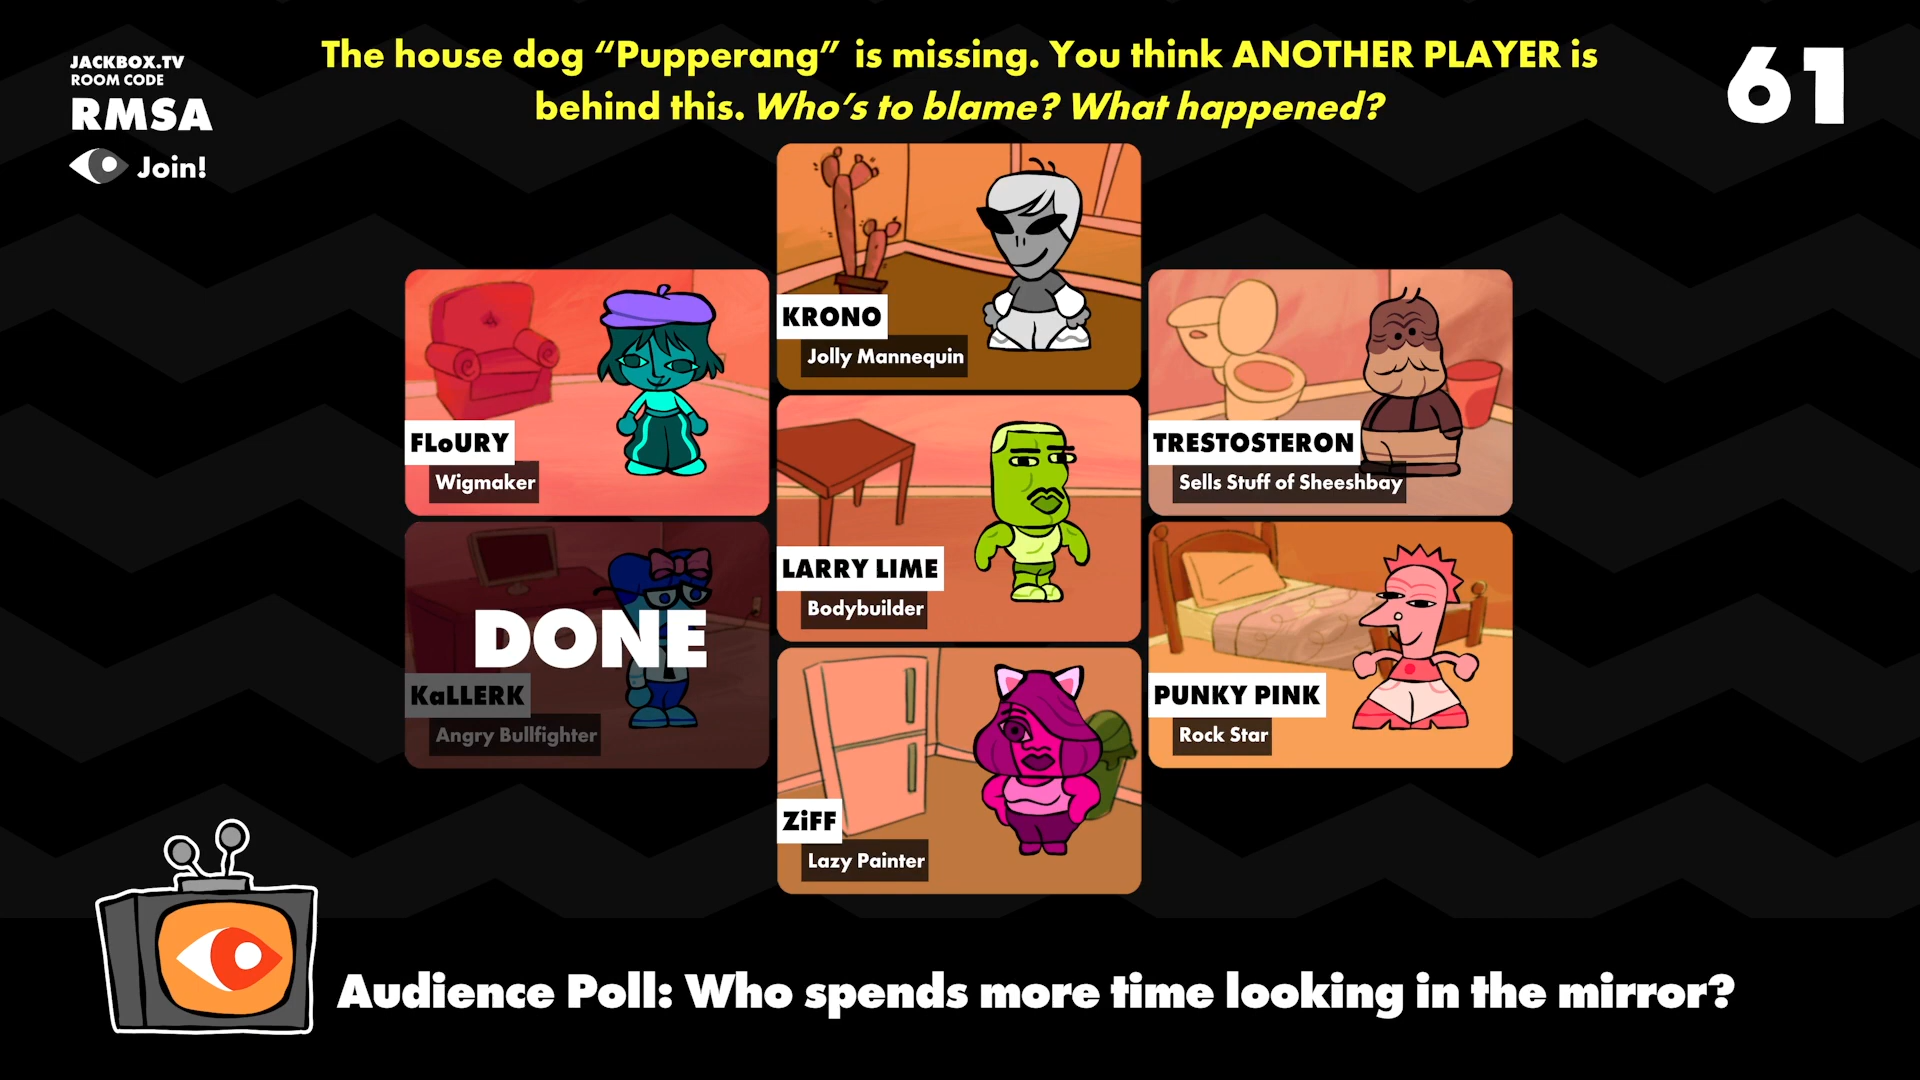 JACKBOX.TV
ROOM CODE
RMSA
Join!
The house dog “Pupperang” is missing. You think ANOTHER PLAYER is
behind this. Who’s to blame? What happened?
61
KRONO
Jolly Mannequin
FLoURY
Wigmaker
TRESTOSTERON
Sells Stuff of Sheeshbay
LARRY LIME
Bodybuilder
DONE
KaLLERK
Angry Bullfighter
PUNKY PINK
Rock Star
ZiFF
Lazy Painter
Audience Poll: Who spends more time looking in the mirror?